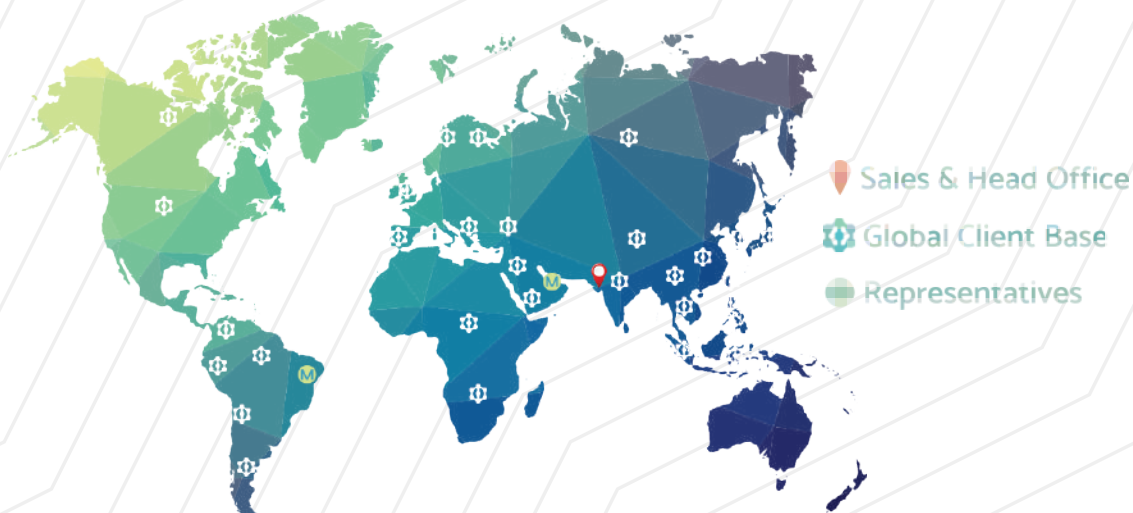 Sales & Head Office
Global Client Base
M
Representatives
M